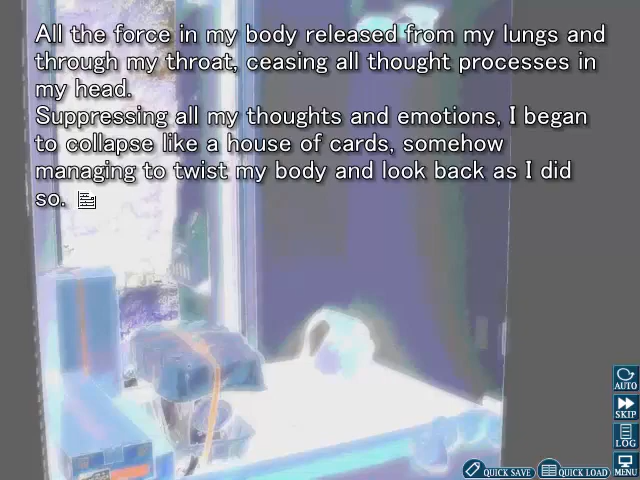 All the force in my body released from my lungs and
through my throat, ceasing all thought processes in
my head.
Suppressing all my thoughts and emotions, I began
to collapse like a house of cards, somehow
managing to twist my body and look back as I did
so.
AUTO
SKIP
LOG
MENU
QUICK SAVE
QUICK LOAD